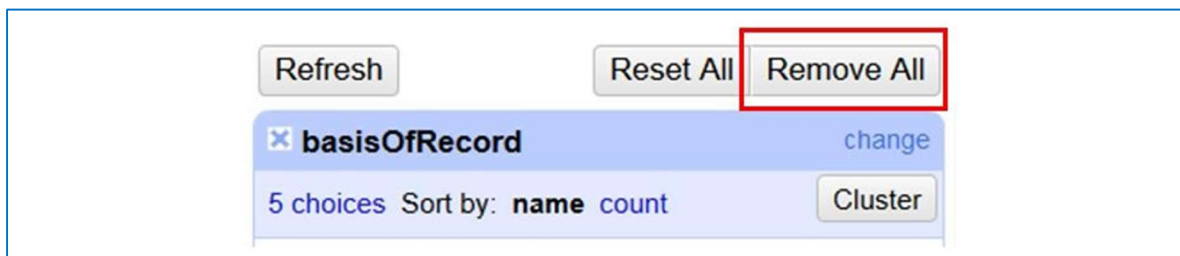 Refresh Reset All Remove All
basisOfRecord change
5 choices Sort by: name count Cluster